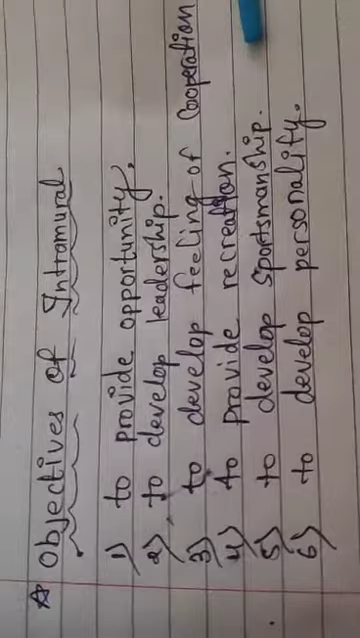 ☆ Objectives of Intramural
1) to provide opportunity.
2) to develop leadership.
3) to develop feeling of cooperation
4) to provide recreation.
5) to develop sportsmanship.
6) to develop personality.